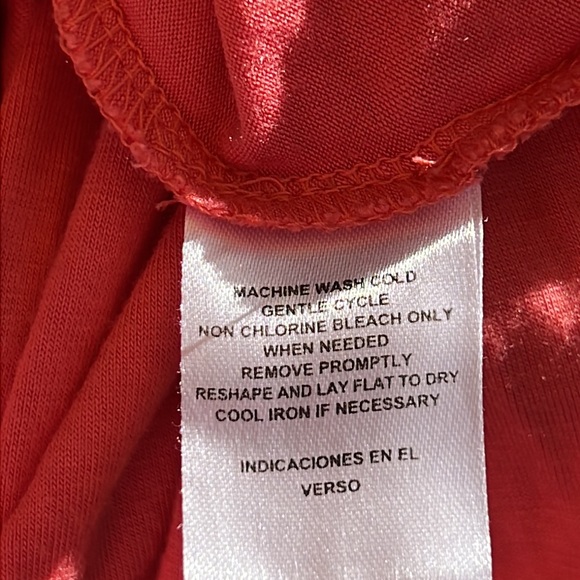 MACHINE WASH COLD
GENTLE CYCLE
NON CHLORINE BLEACH ONLY
WHEN NEEDED
REMOVE PROMPTLY
RESHAPE AND LAY FLAT TO DRY
COOL IRON IF NECESSARY
INDICACIONES EN EL
VERSO